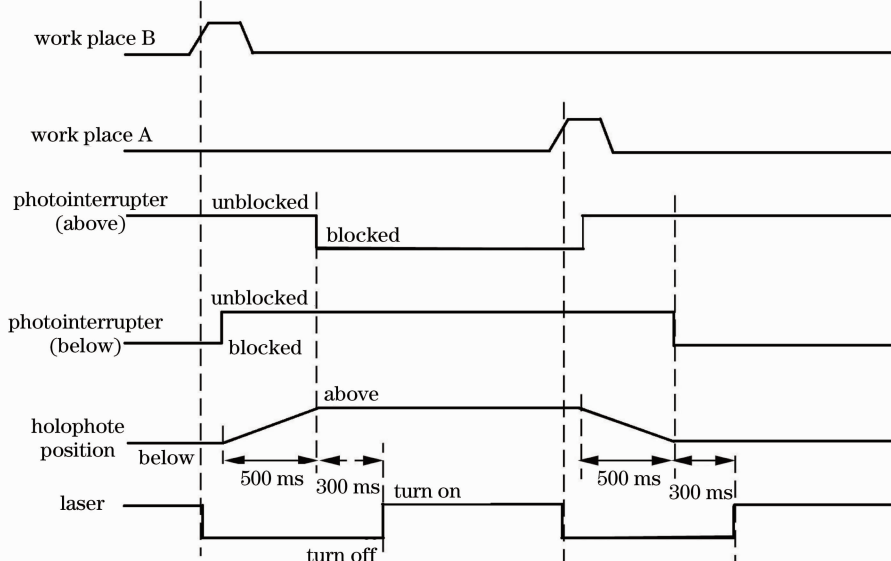 work place B
work place A
photointerrupter
(above)
unblocked
blocked
unblocked
photointerrupter
(below)
blocked
above
holophote
position
below
500 ms
300 ms
500 ms
300 ms
laser
turn on
turn off